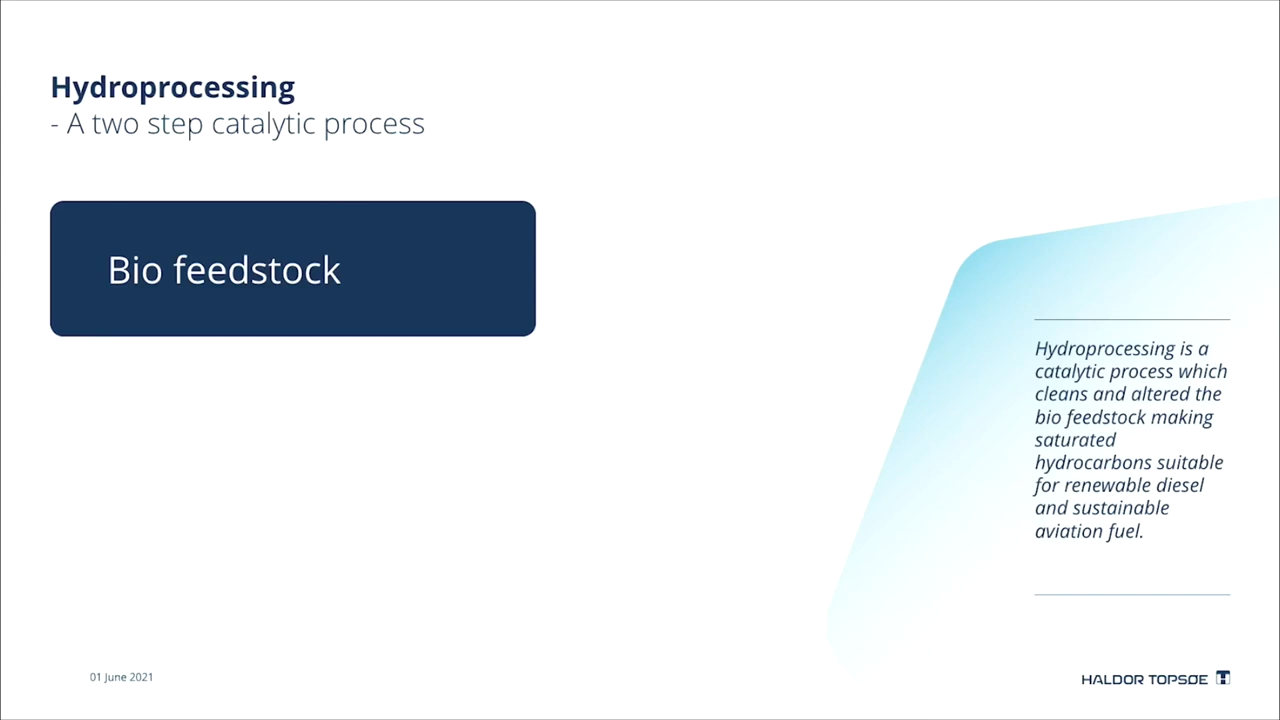 Hydroprocessing
- A two step catalytic process
Bio feedstock
Hydroprocessing is a
catalytic process which
cleans and altered the
bio feedstock making
saturated
hydrocarbons suitable
for renewable diesel
and sustainable
aviation fuel.
01 June 2021
HALDOR TOPSØE